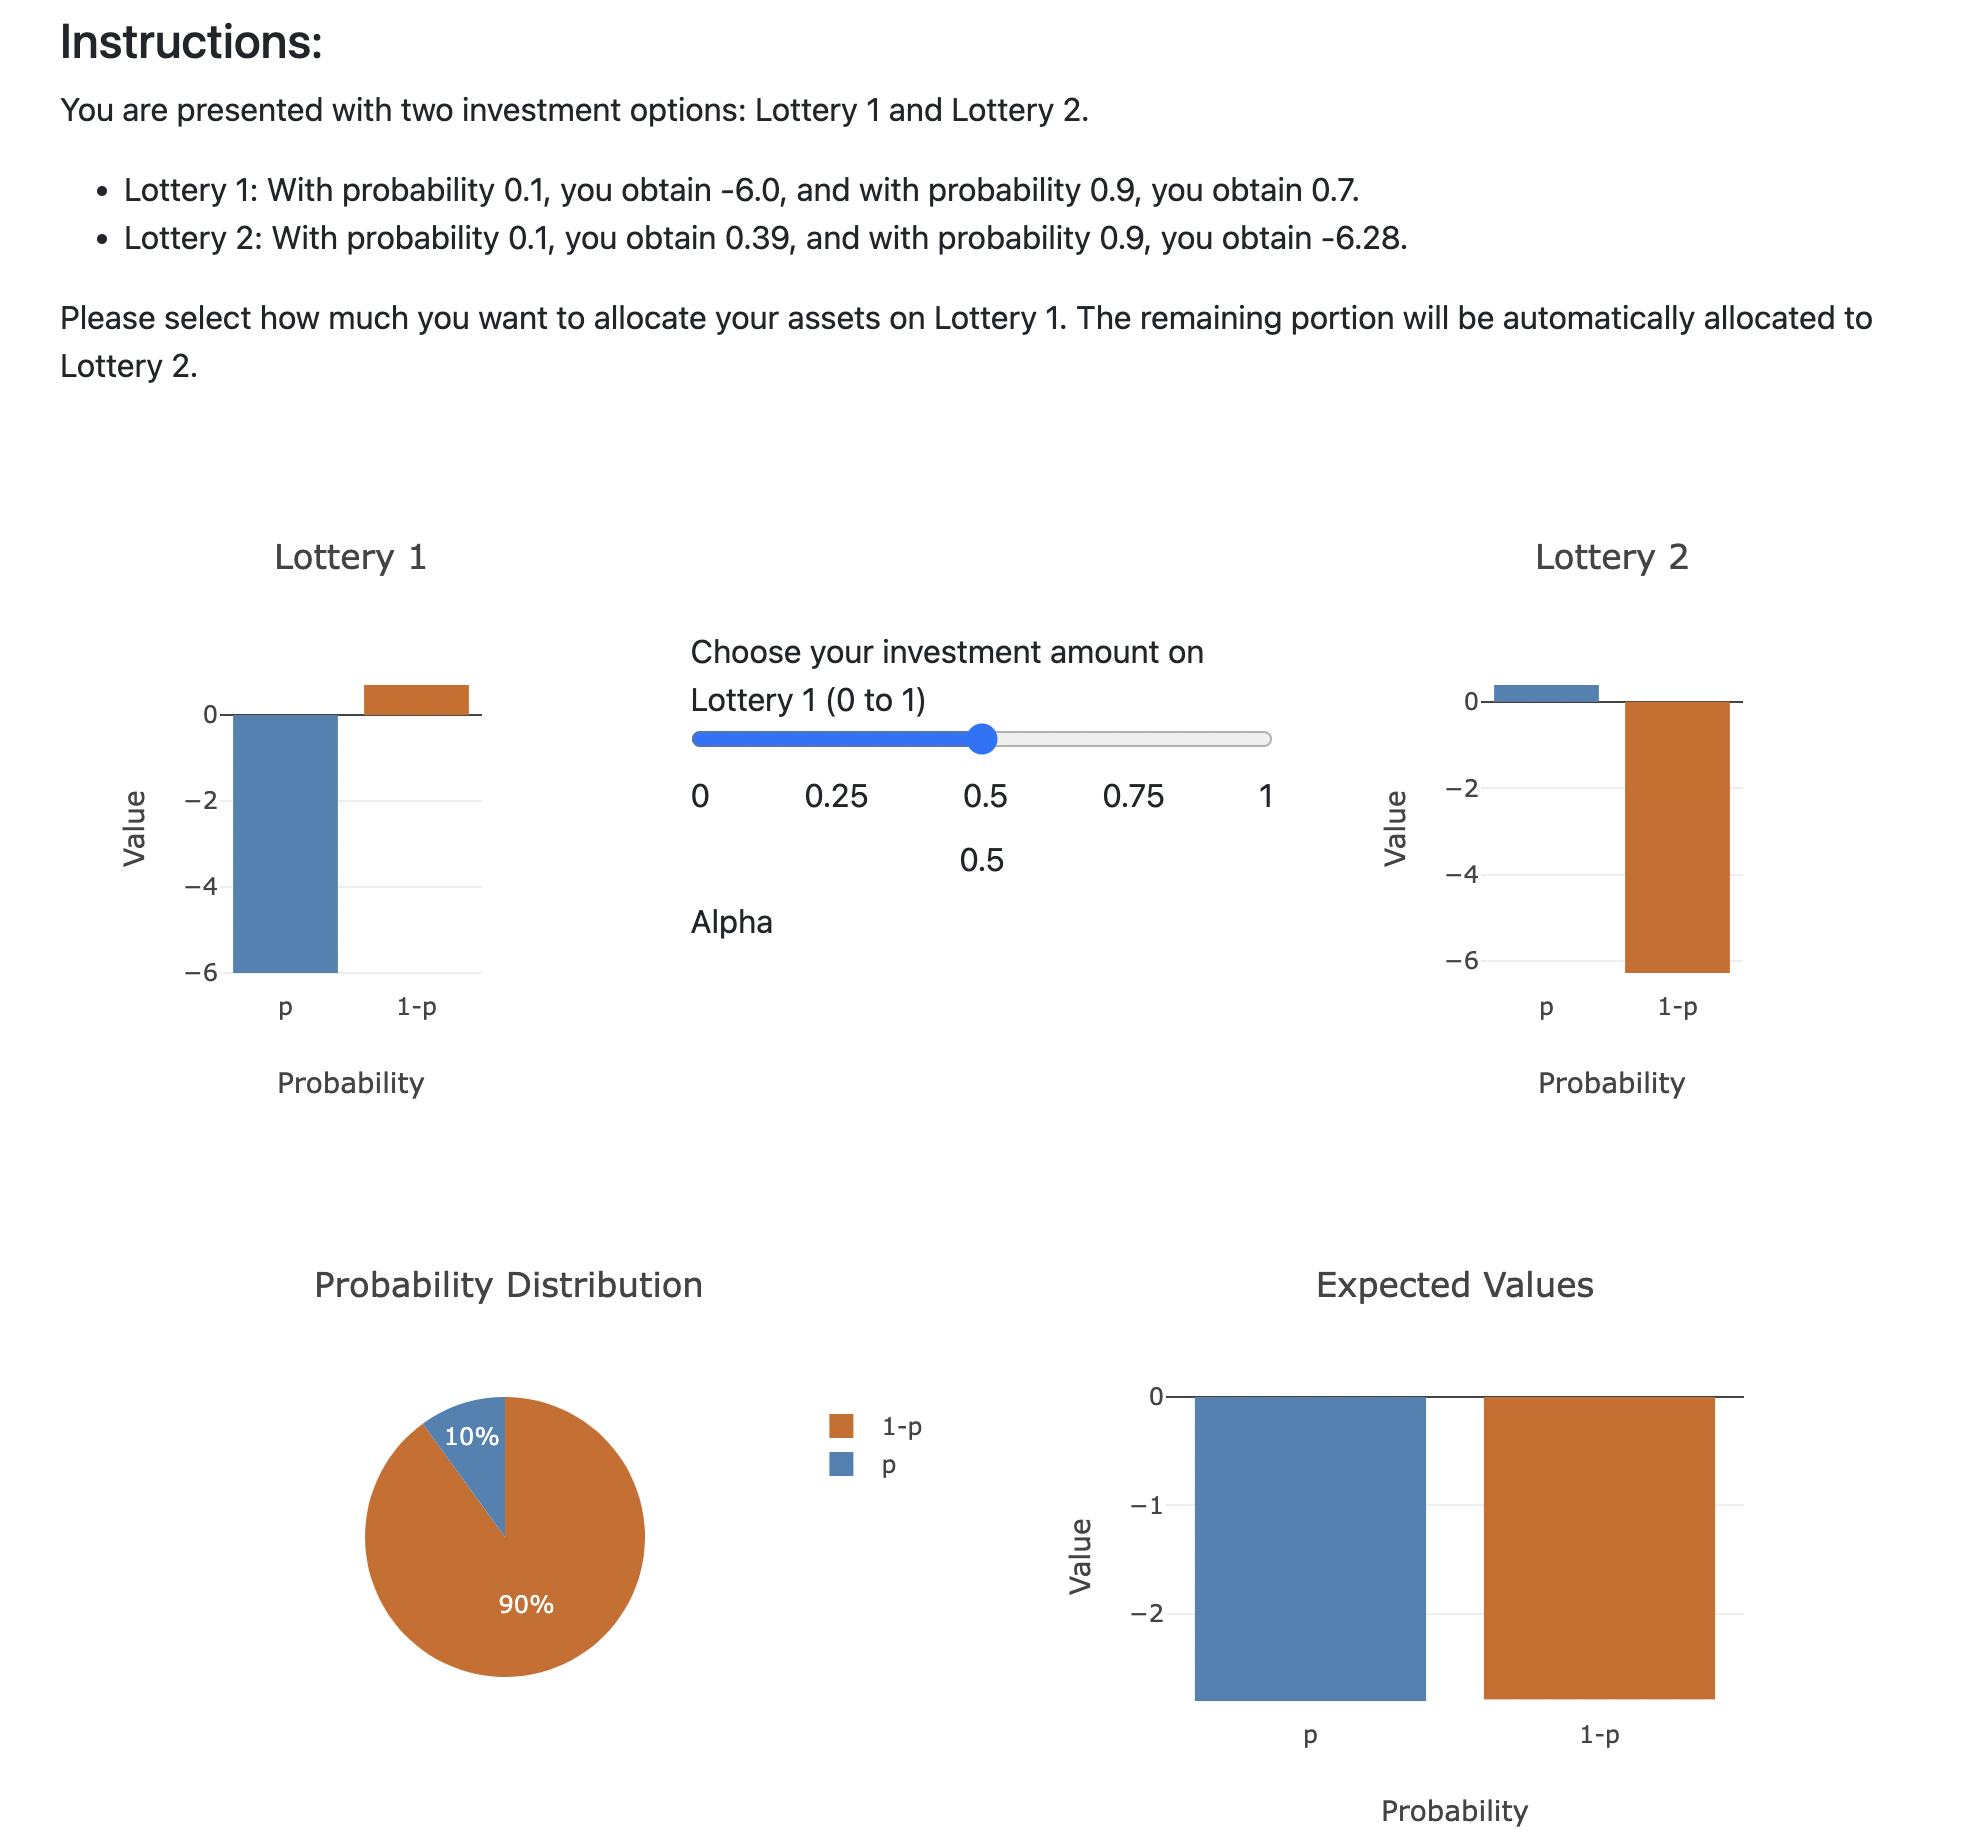 Instructions:
You are presented with two investment options: Lottery 1 and Lottery 2.
• Lottery 1: With probability 0.1, you obtain -6.0, and with probability 0.9, you obtain 0.7.
• Lottery 2: With probability 0.1, you obtain 0.39, and with probability 0.9, you obtain -6.28.
Please select how much you want to allocate your assets on Lottery 1. The remaining portion will be automatically allocated to
Lottery 2.
Lottery 1
0
−2
−4
−6
Value
p 1-p
Probability
Choose your investment amount on
Lottery 1 (0 to 1)
0 0.25 0.5 0.75 1
0.5
Alpha
Lottery 2
0
−2
−4
−6
Value
p 1-p
Probability
Probability Distribution
10%
90%
1-p
p
Expected Values
0
−1
−2
Value
p 1-p
Probability